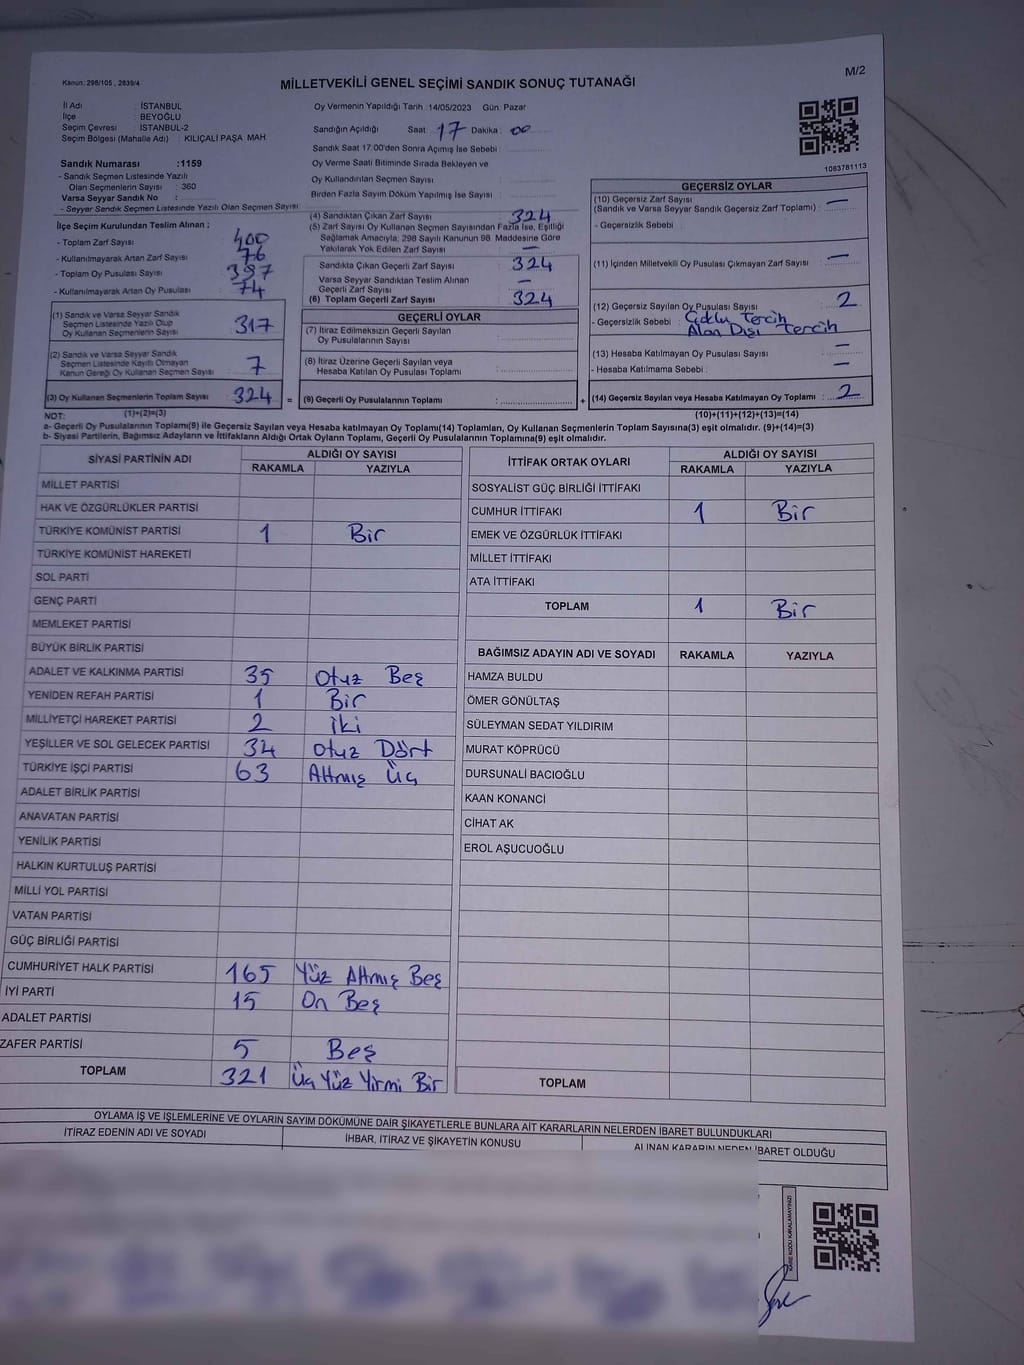 Kanun: 298/105 , 2839/4
MİLLETVEKİLİ GENEL SEÇİMİ SANDIK SONUÇ TUTANAĞI
M/2
İl Adı : İSTANBUL
İlçe : BEYOĞLU
Seçim Çevresi : İSTANBUL-2
Seçim Bölgesi (Mahalle Adı) : KILIÇALİ PAŞA MAH.
Sandık Numarası :1159
- Sandık Seçmen Listesinde Yazılı
Olan Seçmenlerin Sayısı : 360
Varsa Seyyar Sandık No :
- Seyyar Sandık Seçmen Listesinde Yazılı Olan Seçmen Sayısı :
İlçe Seçim Kurulundan Teslim Alınan :
- Toplam Zarf Sayısı 400
- Kullanılmayarak Artan Zarf Sayısı 76
- Toplam Oy Pusulası Sayısı 397
- Kullanılmayarak Artan Oy Pusulası 74
(1) Sandık ve Varsa Seyyar Sandık
Seçmen Listesinde Yazılı Olup
Oy Kullanan Seçmenlerin Sayısı 317
(2) Sandık ve Varsa Seyyar Sandık
Seçmen Listesinde Kayıtlı Olmayan
Kanun Gereği Oy Kullanan Seçmen Sayısı 7
(3) Oy Kullanan Seçmenlerin Toplam Sayısı 324 =
(1)+(2)=(3)
Oy Vermenin Yapıldığı Tarih :14/05/2023 Gün: Pazar
Sandığın Açıldığı Saat 17 Dakika : 00
Sandık Saat 17:00'den Sonra Açılmış İse Sebebi :
Oy Verme Saati Bitiminde Sırada Bekleyen ve
Oy Kullandırılan Seçmen Sayısı :
Birden Fazla Sayım Döküm Yapılmış İse Sayısı :
(4) Sandıktan Çıkan Zarf Sayısı 324
(5) Zarf Sayısı Oy Kullanan Seçmen Sayısından Fazla İse, Eşitliği
Sağlamak Amacıyla; 298 Sayılı Kanunun 98. Maddesine Göre
Yakılarak Yok Edilen Zarf Sayısı —
Sandıkta Çıkan Geçerli Zarf Sayısı 324
Varsa Seyyar Sandıktan Teslim Alınan
Geçerli Zarf Sayısı —
(6) Toplam Geçerli Zarf Sayısı 324
GEÇERLİ OYLAR
(7) İtiraz Edilmeksizin Geçerli Sayılan
Oy Pusulalarının Sayısı :
(8) İtiraz Üzerine Geçerli Sayılan veya
Hesaba Katılan Oy Pusulası Toplamı :
(9) Geçerli Oy Pusulalarının Toplamı : +
1083781113
GEÇERSİZ OYLAR
(10) Geçersiz Zarf Sayısı
(Sandık ve Varsa Seyyar Sandık Geçersiz Zarf Toplamı) : —
- Geçersizlik Sebebi
(11) İçinden Milletvekili Oy Pusulası Çıkmayan Zarf Sayısı : —
(12) Geçersiz Sayılan Oy Pusulası Sayısı : 2
- Geçersizlik Sebebi : Çoklu Tercih
Alan Dışı Tercih
(13) Hesaba Katılmayan Oy Pusulası Sayısı : —
- Hesaba Katılmama Sebebi : —
(14) Geçersiz Sayılan veya Hesaba Katılmayan Oy Toplamı : 2
(10)+(11)+(12)+(13)=(14)
NOT:
a- Geçerli Oy Pusulalarının Toplamı(9) ile Geçersiz Sayılan veya Hesaba katılmayan Oy Toplamı(14) Toplamları, Oy Kullanan Seçmenlerin Toplam Sayısına(3) eşit olmalıdır. (9)+(14)=(3)
b- Siyasi Partilerin, Bağımsız Adayların ve İttifakların Aldığı Ortak Oyların Toplamı, Geçerli Oy Pusulalarının Toplamına(9) eşit olmalıdır.
SİYASİ PARTİNİN ADI ALDIĞI OY SAYISI
RAKAMLA YAZIYLA
MİLLET PARTİSİ
HAK VE ÖZGÜRLÜKLER PARTİSİ
TÜRKİYE KOMÜNİST PARTİSİ 1 Bir
TÜRKİYE KOMÜNİST HAREKETİ
SOL PARTİ
GENÇ PARTİ
MEMLEKET PARTİSİ
BÜYÜK BİRLİK PARTİSİ
ADALET VE KALKINMA PARTİSİ 35 Otuz Beş
YENİDEN REFAH PARTİSİ 1 Bir
MİLLİYETÇİ HAREKET PARTİSİ 2 İki
YEŞİLLER VE SOL GELECEK PARTİSİ 34 Otuz Dört
TÜRKİYE İŞÇİ PARTİSİ 63 Altmış Üç
ADALET BİRLİK PARTİSİ
ANAVATAN PARTİSİ
YENİLİK PARTİSİ
HALKIN KURTULUŞ PARTİSİ
MİLLİ YOL PARTİSİ
VATAN PARTİSİ
GÜÇ BİRLİĞİ PARTİSİ
CUMHURİYET HALK PARTİSİ 165 Yüz Altmış Beş
İYİ PARTİ 15 On Beş
ADALET PARTİSİ
ZAFER PARTİSİ 5 Beş
TOPLAM 321 Üç Yüz Yirmi Bir
İTTİFAK ORTAK OYLARI ALDIĞI OY SAYISI
RAKAMLA YAZIYLA
SOSYALİST GÜÇ BİRLİĞİ İTTİFAKI
CUMHUR İTTİFAKI 1 Bir
EMEK VE ÖZGÜRLÜK İTTİFAKI
MİLLET İTTİFAKI
ATA İTTİFAKI
TOPLAM 1 Bir
BAĞIMSIZ ADAYIN ADI VE SOYADI RAKAMLA YAZIYLA
HAMZA BULDU
ÖMER GÖNÜLTAŞ
SÜLEYMAN SEDAT YILDIRIM
MURAT KÖPRÜCÜ
DURSUNALİ BACIOĞLU
KAAN KONANCİ
CİHAT AK
EROL AŞUCUOĞLU
TOPLAM
OYLAMA İŞ VE İŞLEMLERİNE VE OYLARIN SAYIM DÖKÜMÜNE DAİR ŞİKAYETLERLE BUNLARA AİT KARARLARIN NELERDEN İBARET BULUNDUKLARI
İTİRAZ EDENİN ADI VE SOYADI İHBAR, İTİRAZ VE ŞİKAYETİN KONUSU ALINAN KARARIN NEDEN İBARET OLDUĞU
KARE KODU KARALAMAYINIZ!